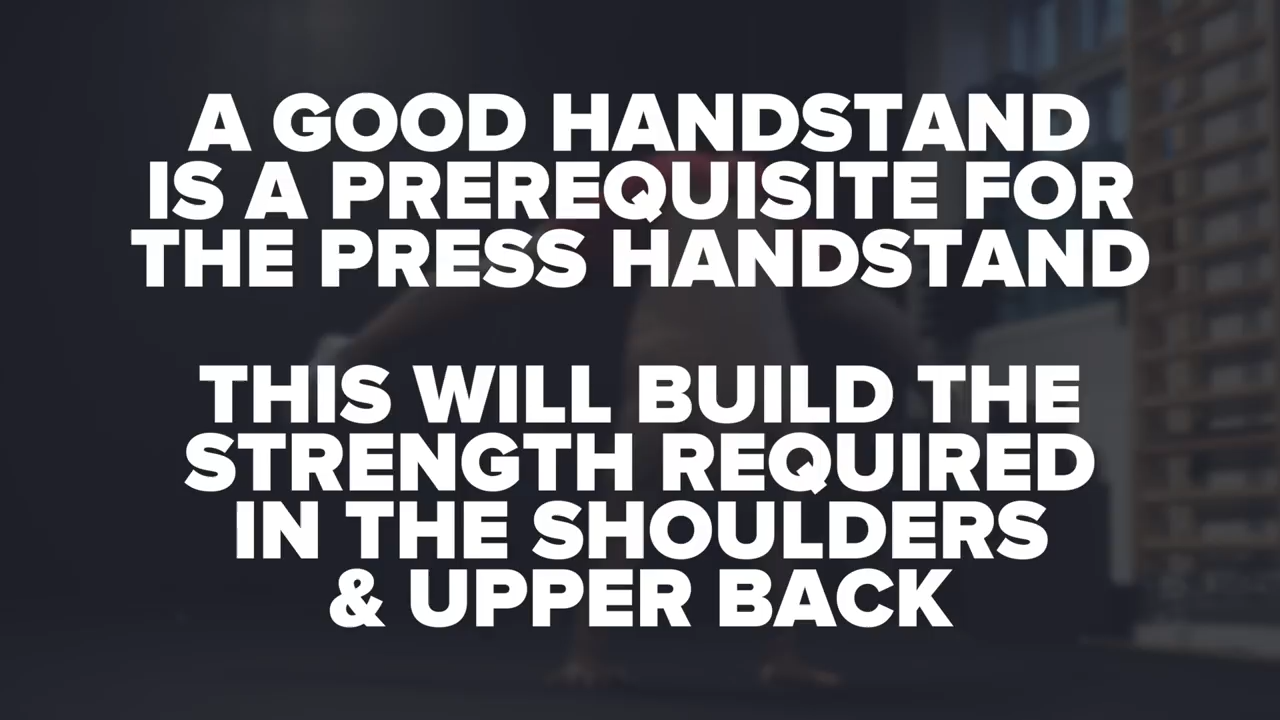 A GOOD HANDSTAND
IS A PREREQUISITE FOR
THE PRESS HANDSTAND
THIS WILL BUILD THE
STRENGTH REQUIRED
IN THE SHOULDERS
& UPPER BACK